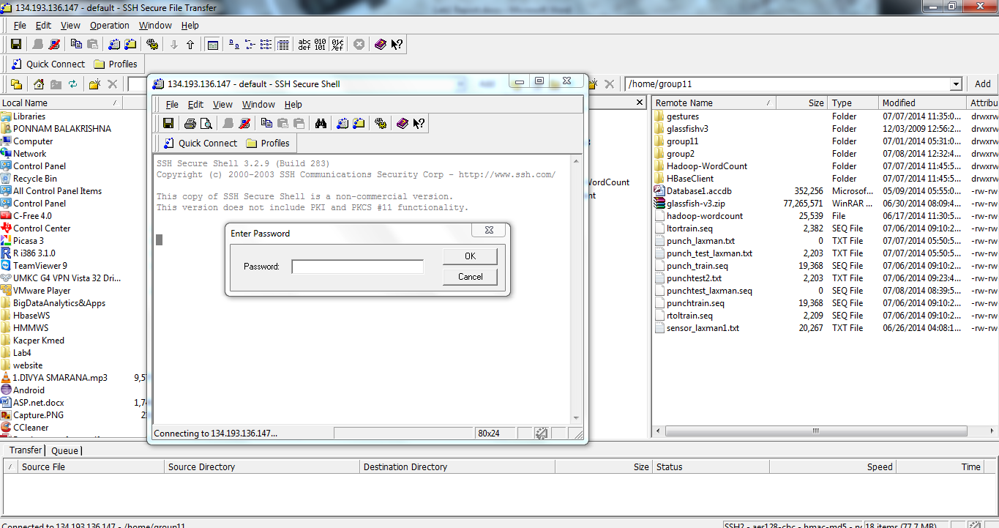 134.193.136.147 - default - SSH Secure File Transfer
File Edit View Operation Window Help
abc def 010 101
Quick Connect Profiles
/home/group11 Add
Local Name
Libraries
PONNAM BALAKRISHNA
Computer
Network
Control Panel
Recycle Bin
All Control Panel Items
Control Panel
C-Free 4.0
Control Center
Picasa 3
R i386 3.1.0
TeamViewer 9
UMKC G4 VPN Vista 32 Dri...
VMware Player
BigDataAnalytics&Apps
HbaseWS
HMMWS
Kacper Kmed
Lab4
website
1.DIVYA SMARANA.mp3
Android
ASP.net.docx
Capture.PNG
CCleaner
134.193.136.147 - default - SSH Secure Shell
File Edit View Window Help
Quick Connect Profiles
SSH Secure Shell 3.2.9 (Build 283)
Copyright (c) 2000-2003 SSH Communications Security Corp - http://www.ssh.com/
This copy of SSH Secure Shell is a non-commercial version.
This version does not include PKI and PKCS #11 functionality.
Enter Password
Password:
OK
Cancel
Connecting to 134.193.136.147... 80x24
WordCount
Remote Name Size Type Modified Attribu
gestures Folder 07/07/2014 11:35:0... drwxrw
glassfishv3 Folder 12/03/2009 12:56:2... drwxrw
group11 Folder 07/01/2014 05:31:0... drwxrw
group2 Folder 07/08/2014 12:32:4... drwxrw
Hadoop-WordCount Folder 07/01/2014 11:45:5... drwxrw
HBaseClient Folder 07/01/2014 11:45:5... drwxrw
Database1.accdb 352,256 Microsof... 05/09/2014 05:55:0... -rw-rw
glassfish-v3.zip 77,265,571 WinRAR ... 06/30/2014 08:09:4... -rw-rw
hadoop-wordcount 25,539 File 06/17/2014 11:30:5... -rw-rw
ltortrain.seq 2,382 SEQ File 07/06/2014 09:10:2... -rw-rw
punch_laxman.txt 0 TXT File 07/07/2014 05:50:5... -rw-rw
punch_test_laxman.txt 2,203 TXT File 07/07/2014 05:50:5... -rw-rw
punch_train.seq 19,368 SEQ File 07/06/2014 09:10:2... -rw-rw
punchtest2.txt 2,203 TXT File 07/06/2014 09:23:4... -rw-rw
punchtest_laxman.seq 0 SEQ File 07/08/2014 08:39:5... -rw-rw
punchtrain.seq 19,368 SEQ File 07/06/2014 09:10:2... -rw-rw
rtoltrain.seq 2,209 SEQ File 07/06/2014 09:10:2... -rw-rw
sensor_laxman1.txt 20,267 TXT File 06/26/2014 04:08:1... -rw-rw
Transfer Queue
Source File Source Directory Destination Directory Size Status Speed Time
Connected to 134.193.136.147 - /home/group11 SSH2 - aes128-cbc - hmac-md5 - 18 items (77.7 MB)